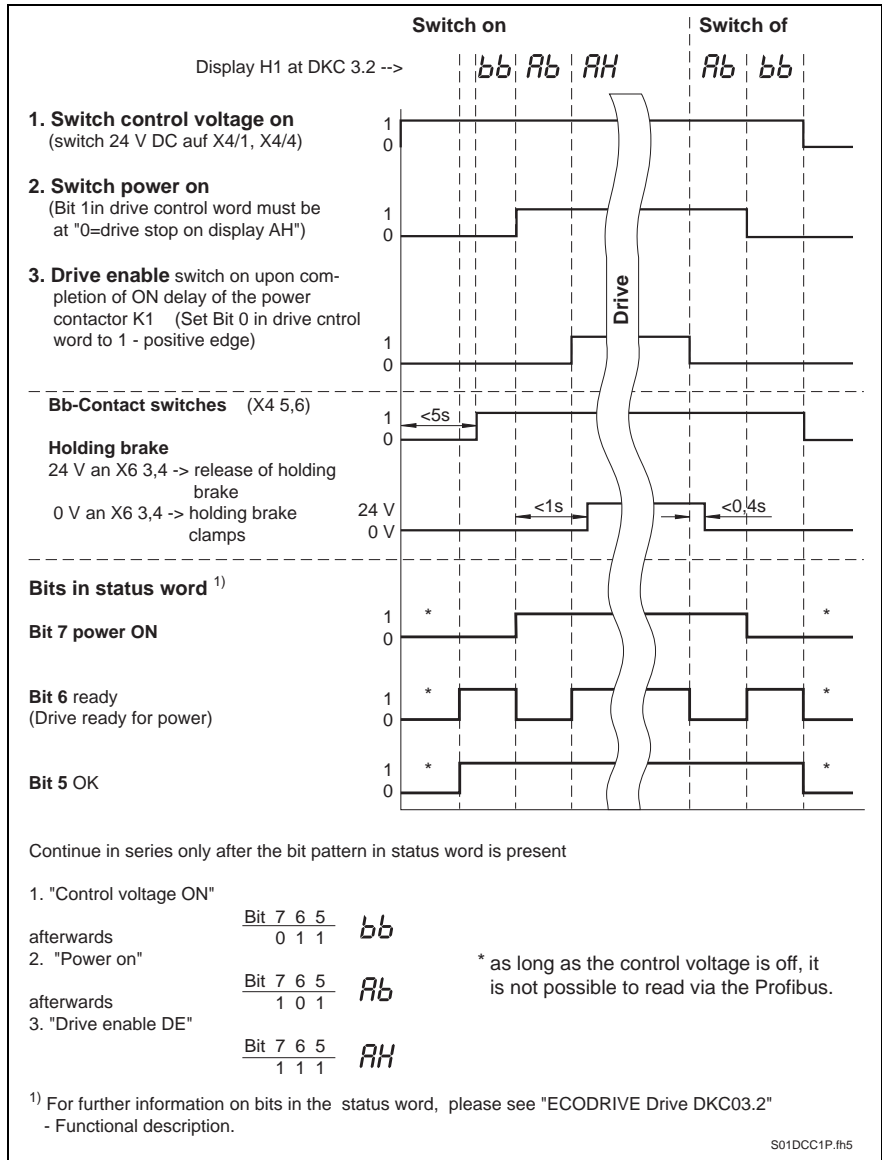 Switch on
Switch of
Display H1 at DKC 3.2 -->
bb Ab AH Ab bb
1. Switch control voltage on
(switch 24 V DC auf X4/1, X4/4)
1
0
2. Switch power on
(Bit 1in drive control word must be
at "0=drive stop on display AH")
1
0
3. Drive enable switch on upon com-
pletion of ON delay of the power
contactor K1 (Set Bit 0 in drive cntrol
word to 1 - positive edge)
1
0
Drive
Bb-Contact switches (X4 5,6)
1
0
<5s
Holding brake
24 V an X6 3,4 -> release of holding
brake
0 V an X6 3,4 -> holding brake
clamps
24 V
0 V
<1s
<0,4s
Bits in status word 1)
Bit 7 power ON
1
0
* *
Bit 6 ready
(Drive ready for power)
1
0
* *
Bit 5 OK
1
0
* *
Continue in series only after the bit pattern in status word is present
1. "Control voltage ON"
Bit 7 6 5
0 1 1 bb
afterwards
2. "Power on"
Bit 7 6 5
1 0 1 Ab
afterwards
3. "Drive enable DE"
Bit 7 6 5
1 1 1 AH
* as long as the control voltage is off, it
is not possible to read via the Profibus.
1) For further information on bits in the status word, please see "ECODRIVE Drive DKC03.2"
- Functional description.
S01DCC1P.fh5